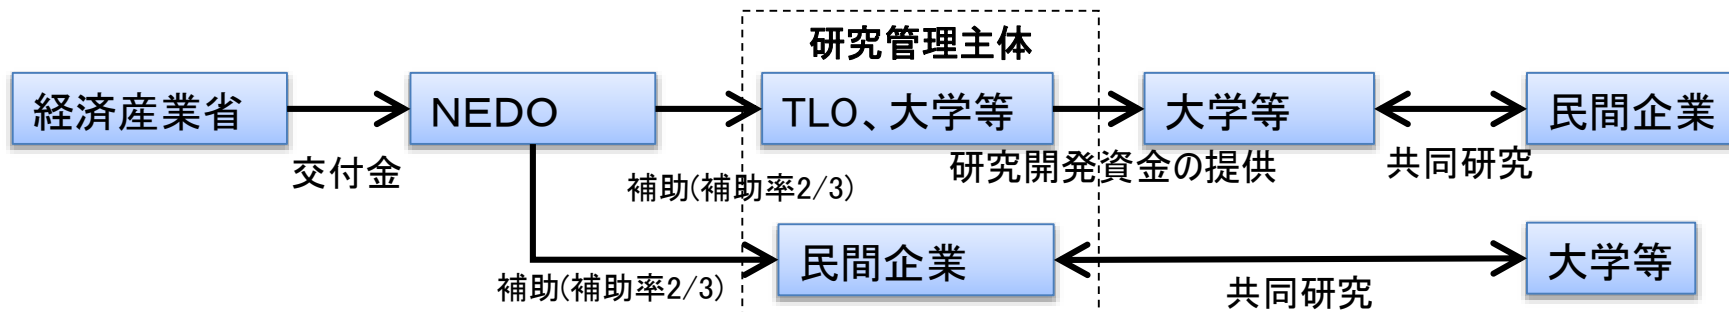 研究管理主体
経済産業省
NEDO
TLO、大学等
大学等
民間企業
交付金
補助(補助率2/3)
研究開発資金の提供
共同研究
民間企業
大学等
補助(補助率2/3)
共同研究